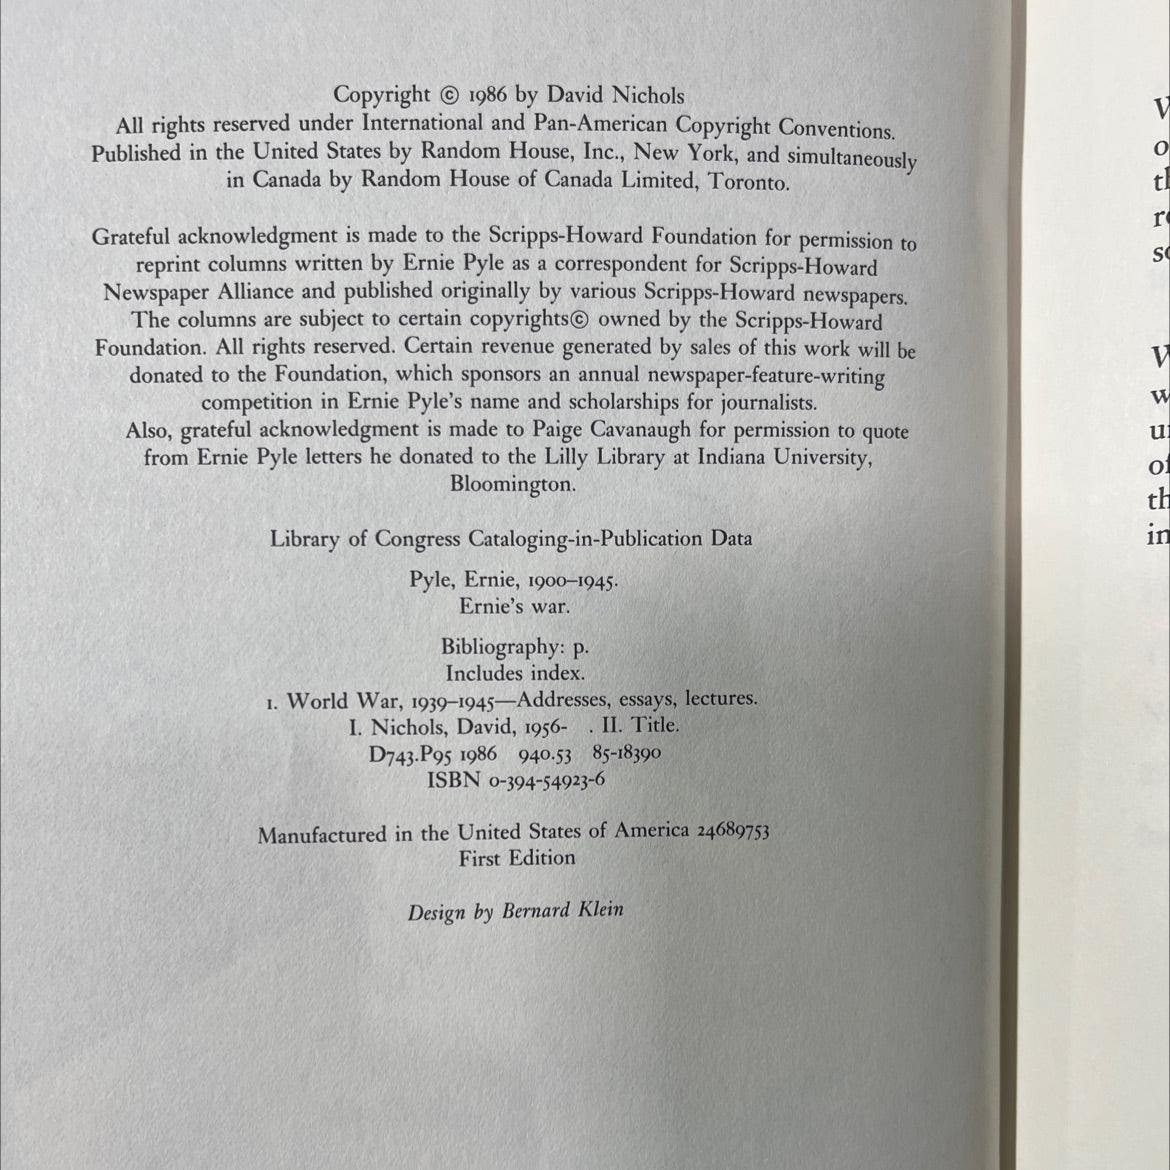 Copyright © 1986 by David Nichols
All rights reserved under International and Pan-American Copyright Conventions.
Published in the United States by Random House, Inc., New York, and simultaneously
in Canada by Random House of Canada Limited, Toronto.
Grateful acknowledgment is made to the Scripps-Howard Foundation for permission to
reprint columns written by Ernie Pyle as a correspondent for Scripps-Howard
Newspaper Alliance and published originally by various Scripps-Howard newspapers.
The columns are subject to certain copyrights© owned by the Scripps-Howard
Foundation. All rights reserved. Certain revenue generated by sales of this work will be
donated to the Foundation, which sponsors an annual newspaper-feature-writing
competition in Ernie Pyle's name and scholarships for journalists.
Also, grateful acknowledgment is made to Paige Cavanaugh for permission to quote
from Ernie Pyle letters he donated to the Lilly Library at Indiana University,
Bloomington.
Library of Congress Cataloging-in-Publication Data
Pyle, Ernie, 1900–1945.
Ernie's war.
Bibliography: p.
Includes index.
1. World War, 1939–1945—Addresses, essays, lectures.
I. Nichols, David, 1956-   . II. Title.
D743.P95 1986   940.53   85-18390
ISBN 0-394-54923-6
Manufactured in the United States of America 24689753
First Edition
Design by Bernard Klein